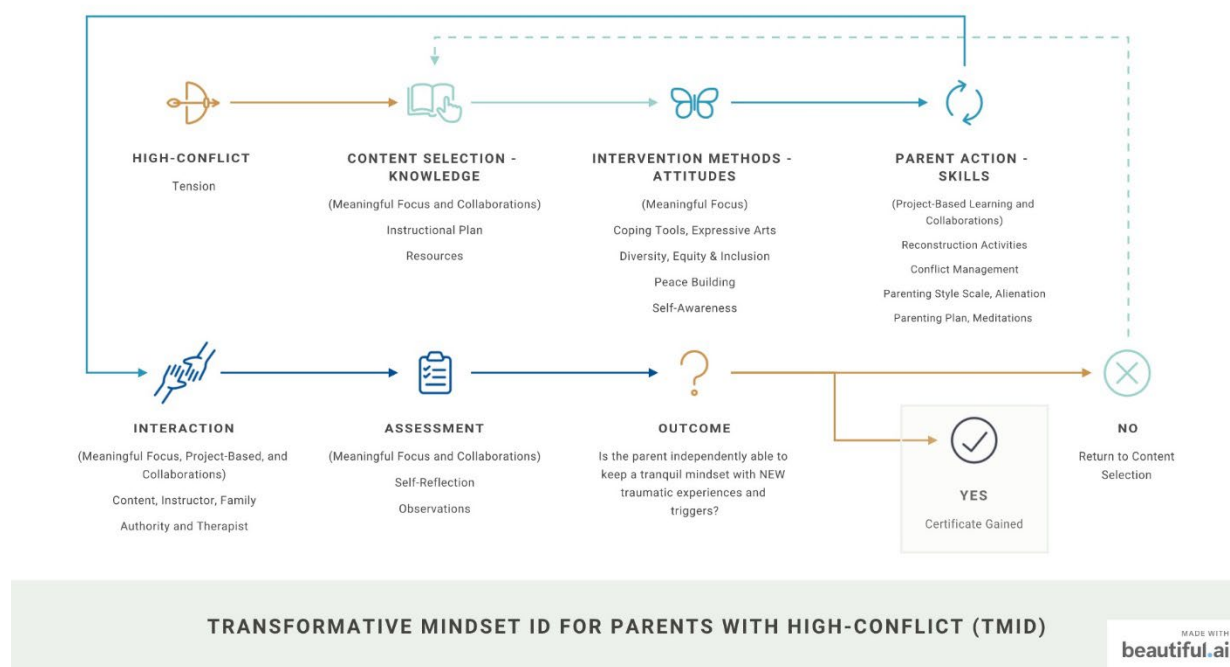 HIGH-CONFLICT
Tension
CONTENT SELECTION -
KNOWLEDGE
(Meaningful Focus and Collaborations)
Instructional Plan
Resources
INTERVENTION METHODS -
ATTITUDES
(Meaningful Focus)
Coping Tools, Expressive Arts
Diversity, Equity & Inclusion
Peace Building
Self-Awareness
PARENT ACTION -
SKILLS
(Project-Based Learning and
Collaborations)
Reconstruction Activities
Conflict Management
Parenting Style Scale, Alienation
Parenting Plan, Meditations
INTERACTION
(Meaningful Focus, Project-Based, and
Collaborations)
Content, Instructor, Family
Authority and Therapist
ASSESSMENT
(Meaningful Focus and Collaborations)
Self-Reflection
Observations
OUTCOME
Is the parent independently able to
keep a tranquil mindset with NEW
traumatic experiences and
triggers?
YES
Certificate Gained
NO
Return to Content
Selection
TRANSFORMATIVE MINDSET ID FOR PARENTS WITH HIGH-CONFLICT (TMID)
MADE WITH
beautiful.ai